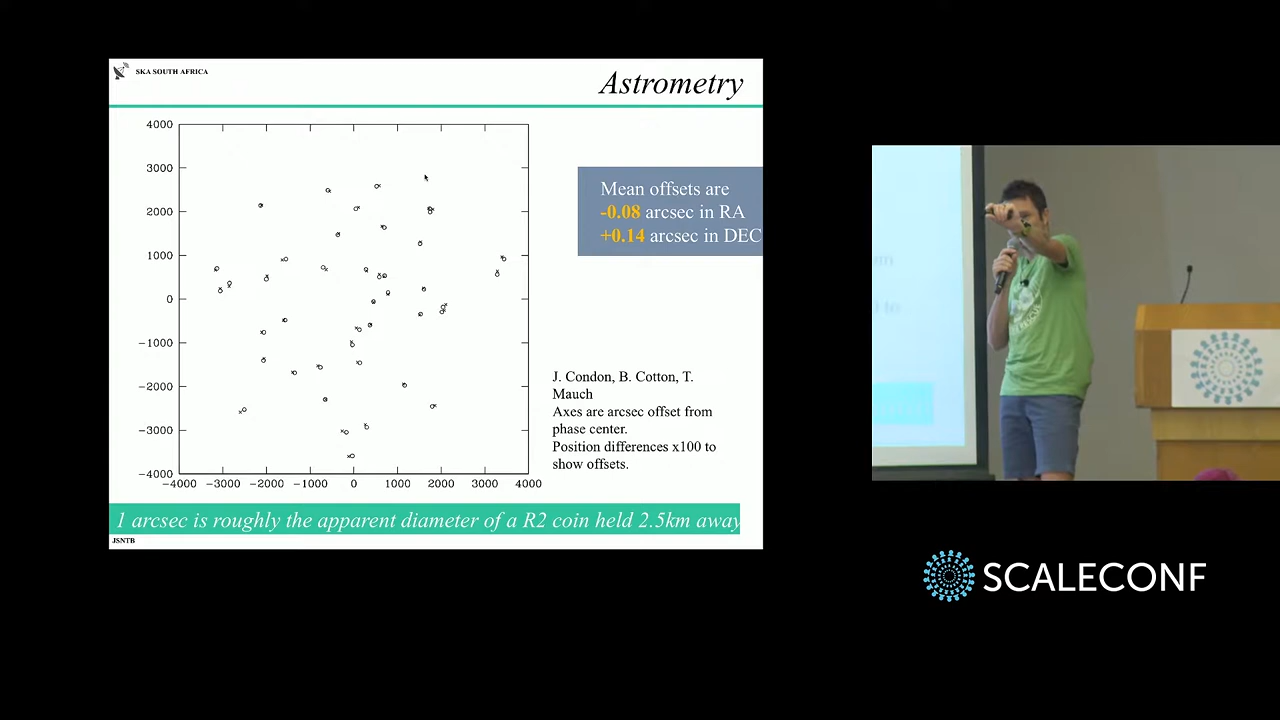 SKA SOUTH AFRICA
Astrometry
4000
3000
2000
1000
0
−1000
−2000
−3000
−4000
−4000 −3000 −2000 −1000 0 1000 2000 3000 4000
Mean offsets are
-0.08 arcsec in RA
+0.14 arcsec in DEC
J. Condon, B. Cotton, T.
Mauch
Axes are arcsec offset from
phase center.
Position differences x100 to
show offsets.
1 arcsec is roughly the apparent diameter of a R2 coin held 2.5km away
JSNTB
SCALECONF